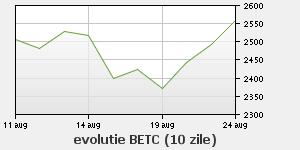 2600
2550
2500
2450
2400
2350
2300
11 aug
14 aug
19 aug
24 aug
evolutie BETC (10 zile)